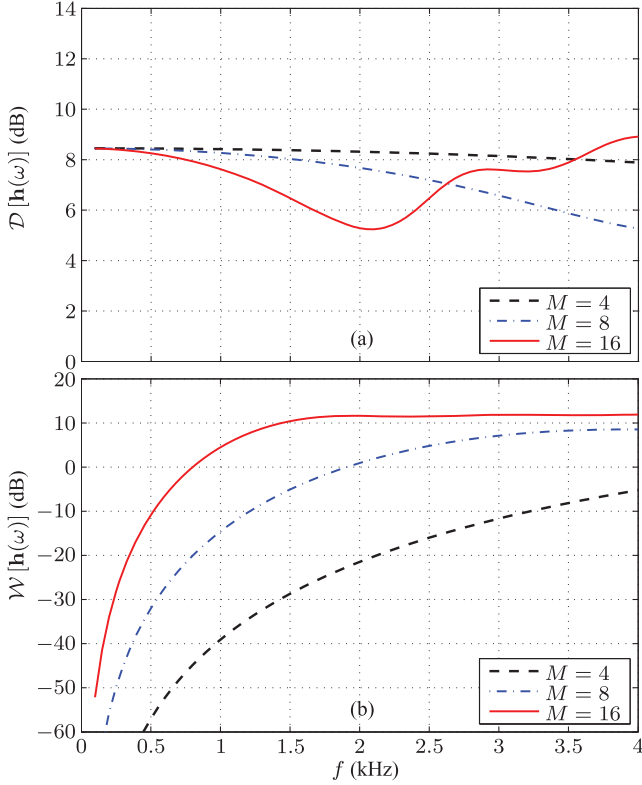 14
12
10
8
6
4
2
0
𝒟 [𝐡(ω)] (dB)
M = 4
M = 8
M = 16
(a)
20
10
0
−10
−20
−30
−40
−50
−60
𝒲 [𝐡(ω)] (dB)
M = 4
M = 8
M = 16
(b)
0 0.5 1 1.5 2 2.5 3 3.5 4
f (kHz)